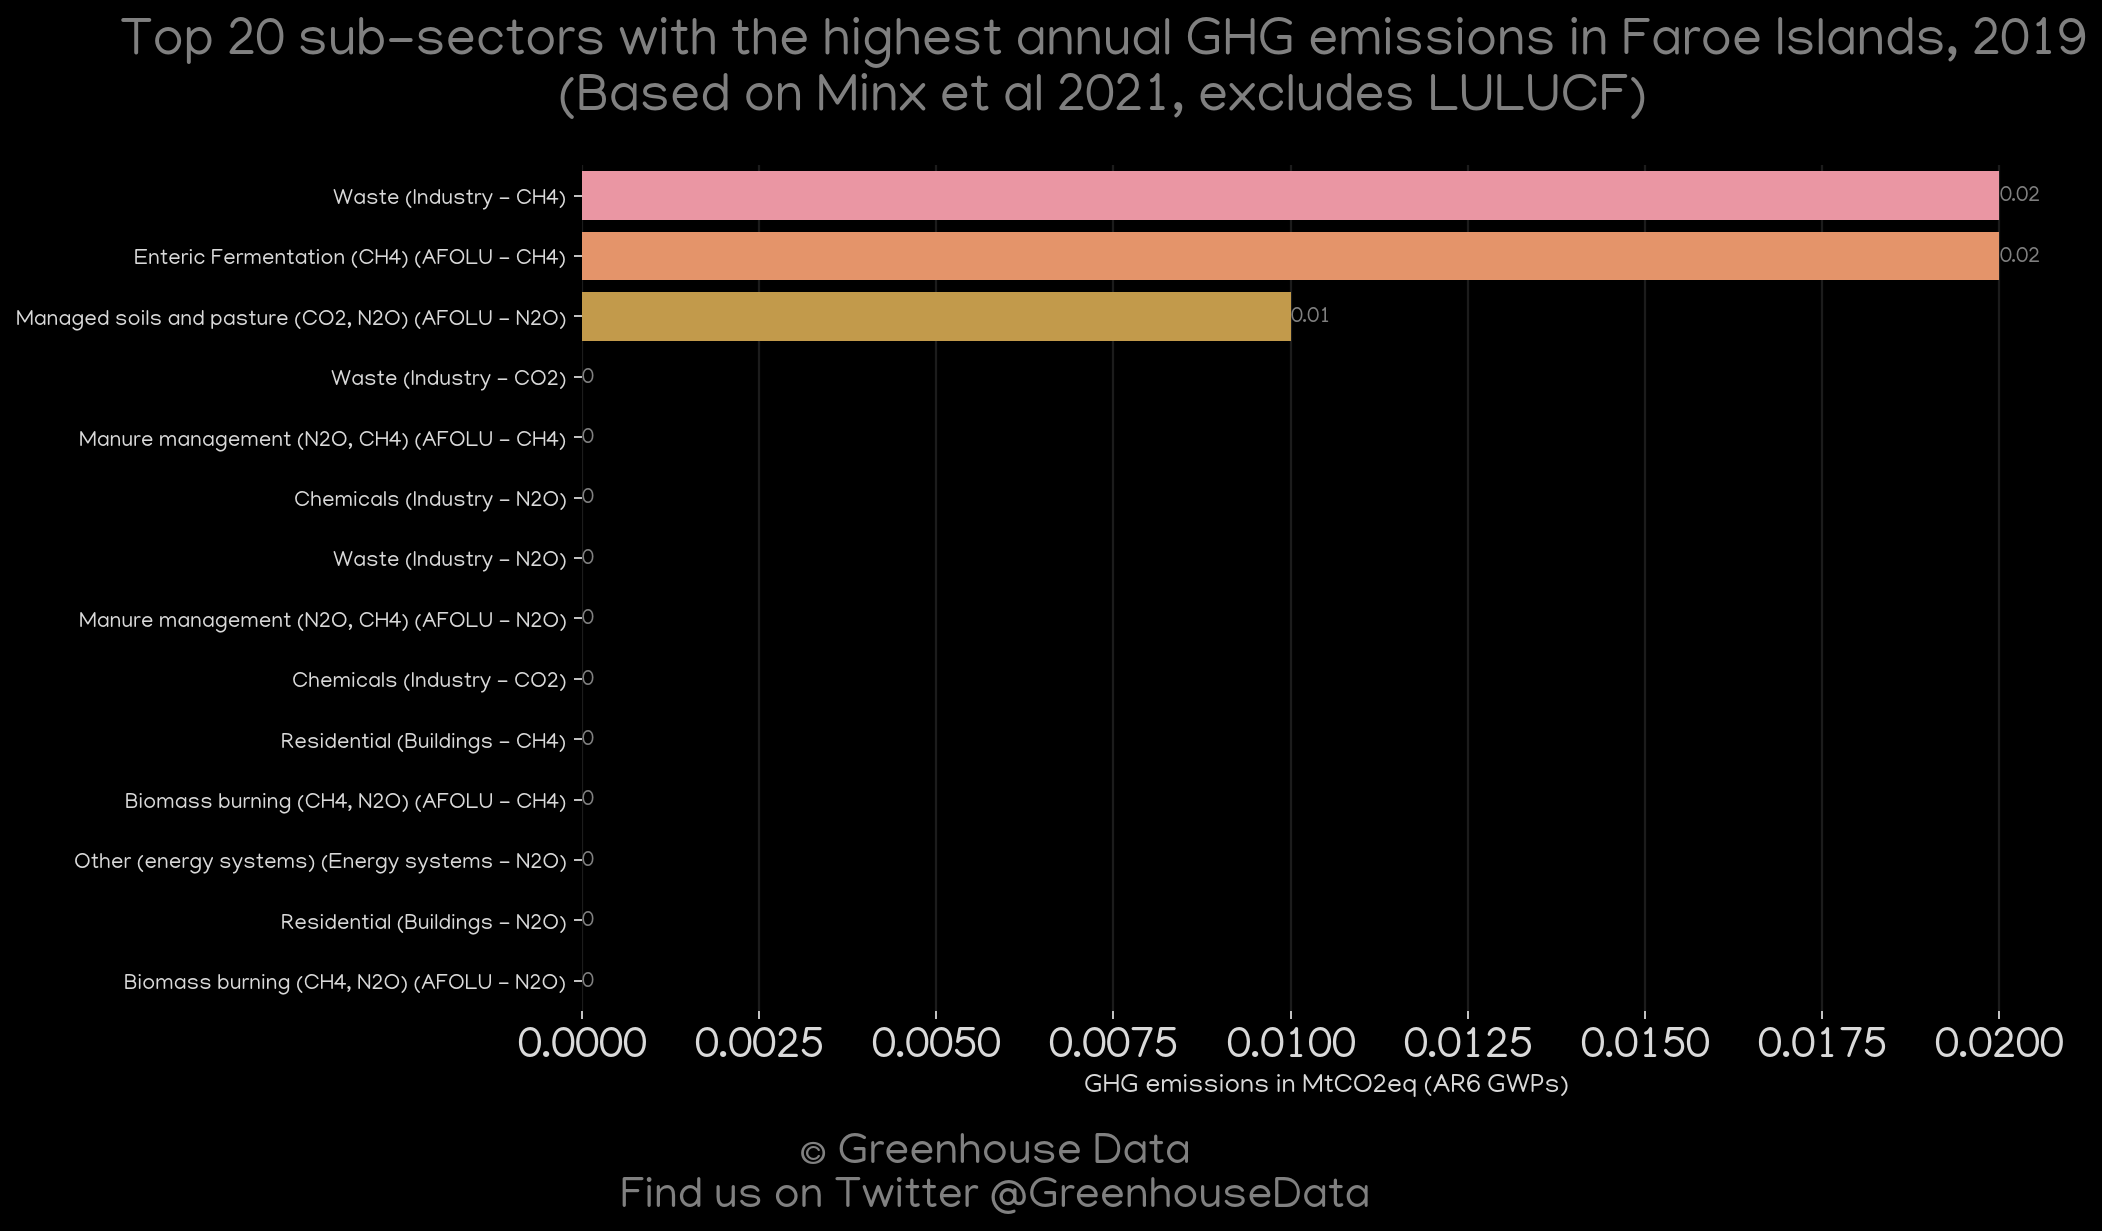 Top 20 sub-sectors with the highest annual GHG emissions in Faroe Islands, 2019
(Based on Minx et al 2021, excludes LULUCF)
Waste (Industry - CH4) 0.02
Enteric Fermentation (CH4) (AFOLU - CH4) 0.02
Managed soils and pasture (CO2, N2O) (AFOLU - N2O) 0.01
Waste (Industry - CO2) 0
Manure management (N2O, CH4) (AFOLU - CH4) 0
Chemicals (Industry - N2O) 0
Waste (Industry - N2O) 0
Manure management (N2O, CH4) (AFOLU - N2O) 0
Chemicals (Industry - CO2) 0
Residential (Buildings - CH4) 0
Biomass burning (CH4, N2O) (AFOLU - CH4) 0
Other (energy systems) (Energy systems - N2O) 0
Residential (Buildings - N2O) 0
Biomass burning (CH4, N2O) (AFOLU - N2O) 0
0.0000 0.0025 0.0050 0.0075 0.0100 0.0125 0.0150 0.0175 0.0200
GHG emissions in MtCO2eq (AR6 GWPs)
© Greenhouse Data
Find us on Twitter @GreenhouseData